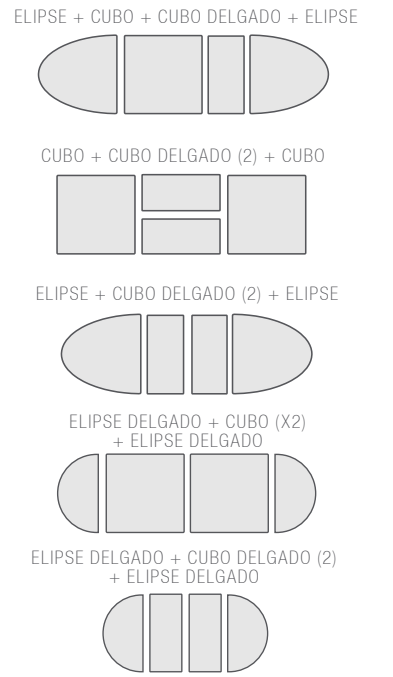 ELIPSE + CUBO + CUBO DELGADO + ELIPSE
CUBO + CUBO DELGADO (2) + CUBO
ELIPSE + CUBO DELGADO (2) + ELIPSE
ELIPSE DELGADO + CUBO (X2)
+ ELIPSE DELGADO
ELIPSE DELGADO + CUBO DELGADO (2)
+ ELIPSE DELGADO